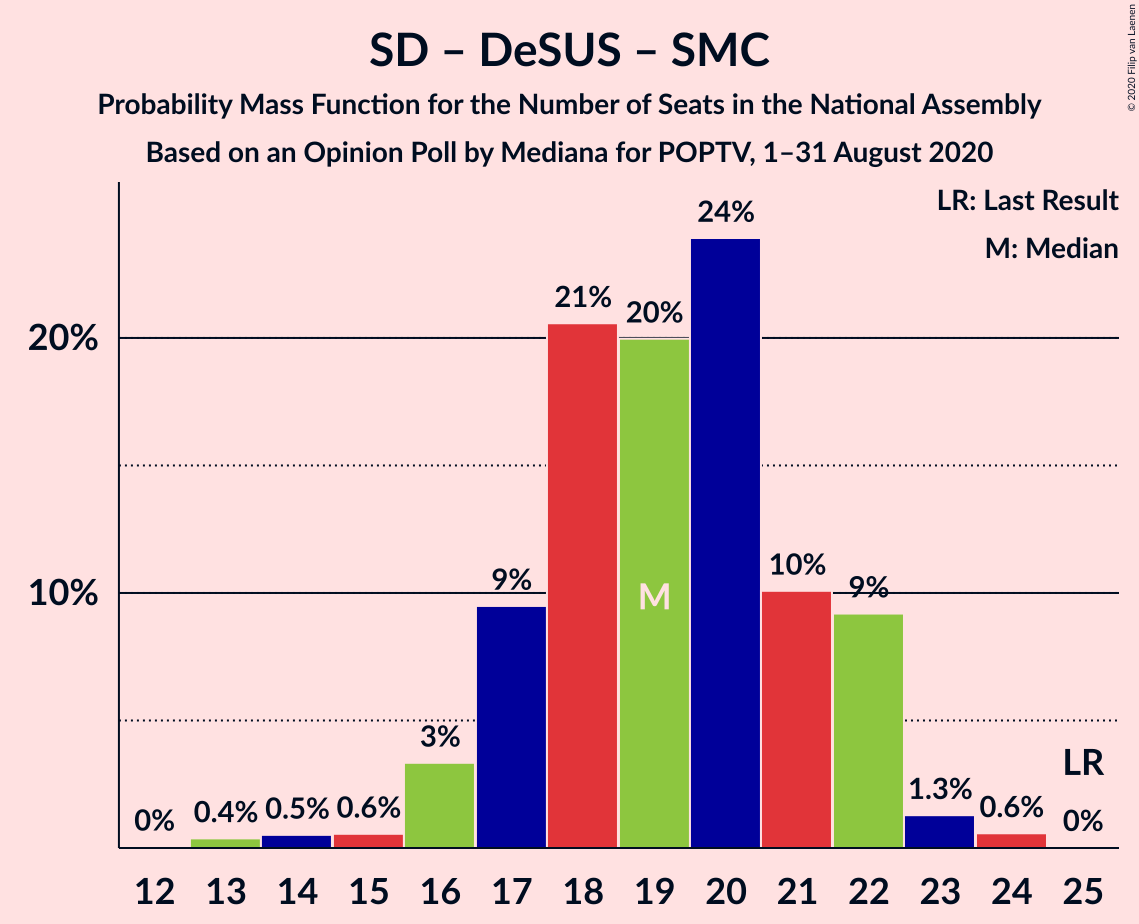 SD – DeSUS – SMC
Probability Mass Function for the Number of Seats in the National Assembly
Based on an Opinion Poll by Mediana for POPTV, 1–31 August 2020
© 2020 Filip van Laenen
LR: Last Result
M: Median
20%
10%
0%
0.4%
0.5%
0.6%
3%
9%
21%
20%
24%
10%
9%
1.3%
0.6%
0%
M
LR
12 13 14 15 16 17 18 19 20 21 22 23 24 25